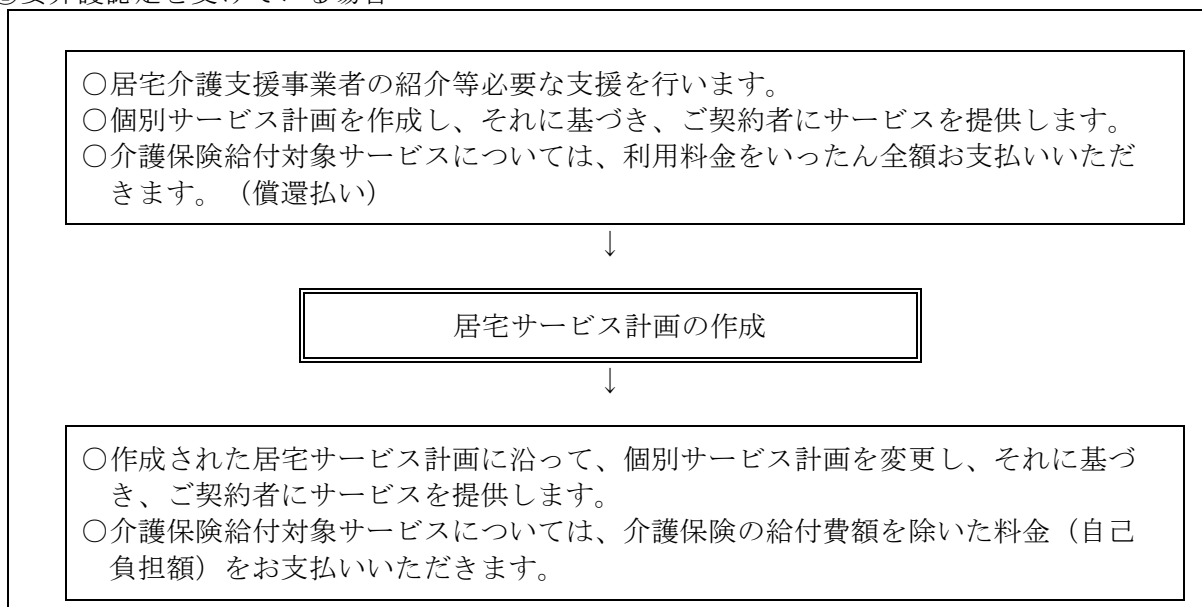 ○居宅介護支援事業者の紹介等必要な支援を行います。
○個別サービス計画を作成し、それに基づき、ご契約者にサービスを提供します。
○介護保険給付対象サービスについては、利用料金をいったん全額お支払いいただ
きます。（償還払い）
↓
居宅サービス計画の作成
↓
○作成された居宅サービス計画に沿って、個別サービス計画を変更し、それに基づ
き、ご契約者にサービスを提供します。
○介護保険給付対象サービスについては、介護保険の給付費額を除いた料金（自己
負担額）をお支払いいただきます。